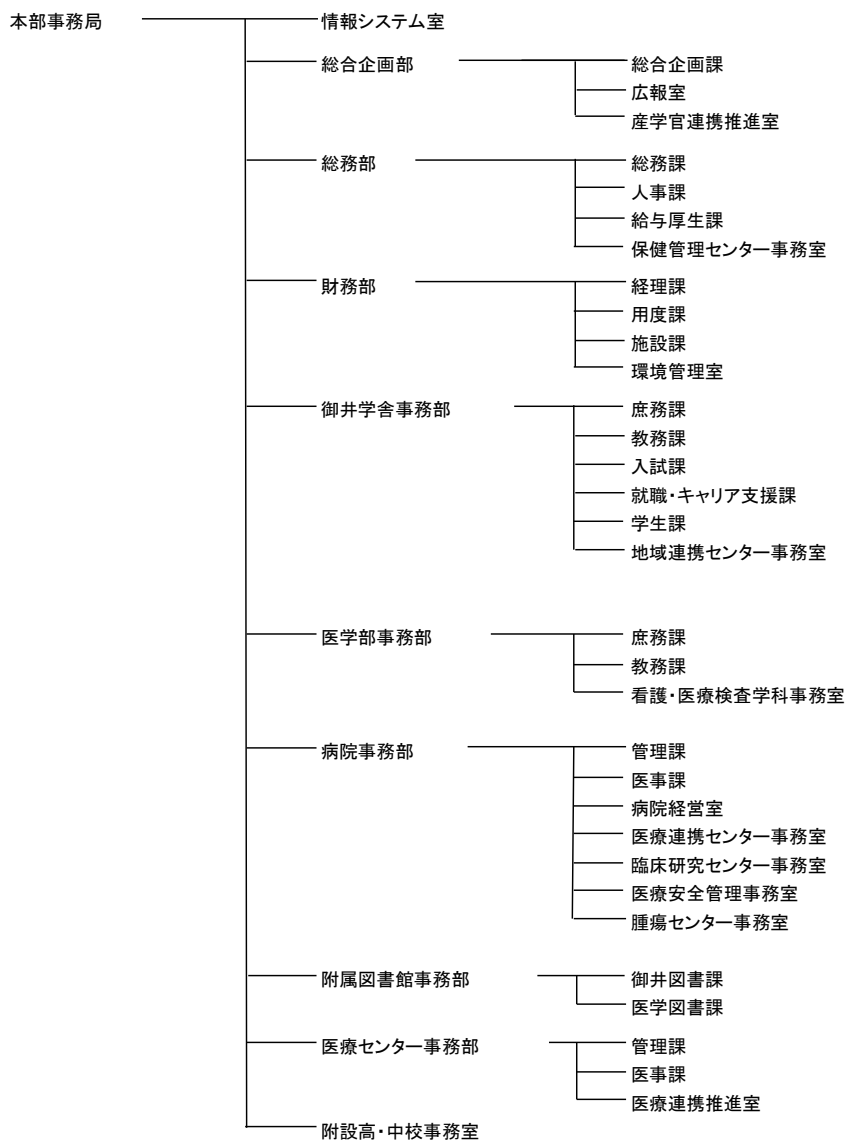 本部事務局 情報システム室
総合企画部 総合企画課
広報室
産学官連携推進室
総務部 総務課
人事課
給与厚生課
保健管理センター事務室
財務部 経理課
用度課
施設課
環境管理室
御井学舎事務部 庶務課
教務課
入試課
就職・キャリア支援課
学生課
地域連携センター事務室
医学部事務部 庶務課
教務課
看護・医療検査学科事務室
病院事務部 管理課
医事課
病院経営室
医療連携センター事務室
臨床研究センター事務室
医療安全管理事務室
腫瘍センター事務室
附属図書館事務部 御井図書課
医学図書課
医療センター事務部 管理課
医事課
医療連携推進室
附設高・中校事務室